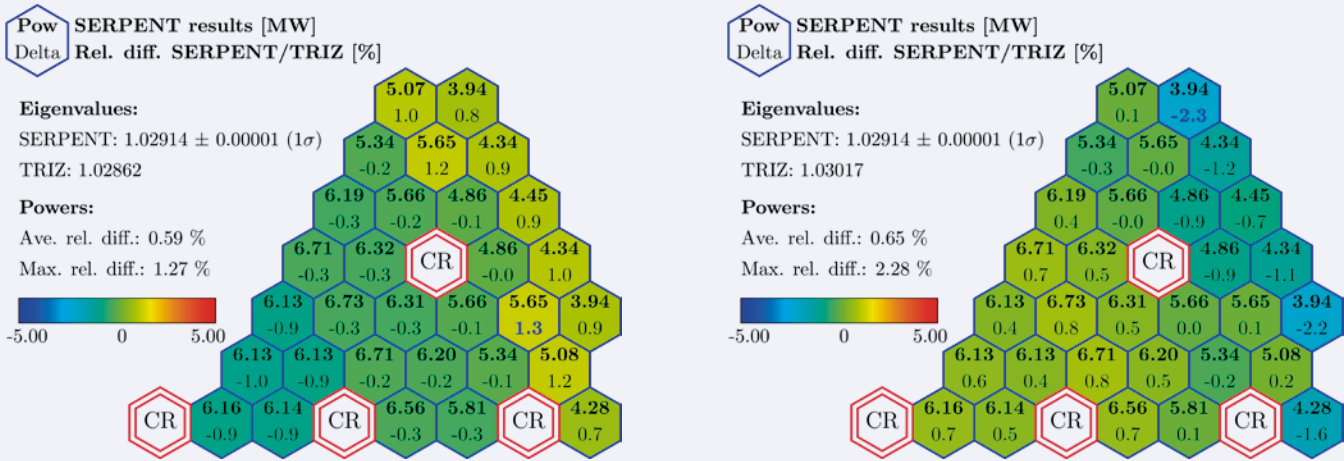 Pow SERPENT results [MW]
Delta Rel. diff. SERPENT/TRIZ [%]
Eigenvalues:
SERPENT: 1.02914 ± 0.00001 (1σ)
TRIZ: 1.02862
Powers:
Ave. rel. diff.: 0.59 %
Max. rel. diff.: 1.27 %
-5.00 0 5.00
5.07 3.94
1.0 0.8
5.34 5.65 4.34
-0.2 1.2 0.9
6.19 5.66 4.86 4.45
-0.3 -0.2 -0.1 0.9
6.71 6.32 CR 4.86 4.34
-0.3 -0.3 -0.0 1.0
6.13 6.73 6.31 5.66 5.65 3.94
-0.9 -0.3 -0.3 -0.1 1.3 0.9
6.13 6.13 6.71 6.20 5.34 5.08
-1.0 -0.9 -0.2 -0.2 -0.1 1.2
CR 6.16 6.14 CR 6.56 5.81 CR 4.28
-0.9 -0.9 -0.3 -0.3 0.7
Pow SERPENT results [MW]
Delta Rel. diff. SERPENT/TRIZ [%]
Eigenvalues:
SERPENT: 1.02914 ± 0.00001 (1σ)
TRIZ: 1.03017
Powers:
Ave. rel. diff.: 0.65 %
Max. rel. diff.: 2.28 %
-5.00 0 5.00
5.07 3.94
0.1 -2.3
5.34 5.65 4.34
-0.3 -0.0 -1.2
6.19 5.66 4.86 4.45
0.4 -0.0 -0.9 -0.7
6.71 6.32 CR 4.86 4.34
0.7 0.5 -0.9 -1.1
6.13 6.73 6.31 5.66 5.65 3.94
0.4 0.8 0.5 0.0 0.1 -2.2
6.13 6.13 6.71 6.20 5.34 5.08
0.6 0.4 0.8 0.5 -0.2 0.2
CR 6.16 6.14 CR 6.56 5.81 CR 4.28
0.7 0.5 0.7 0.1 -1.6